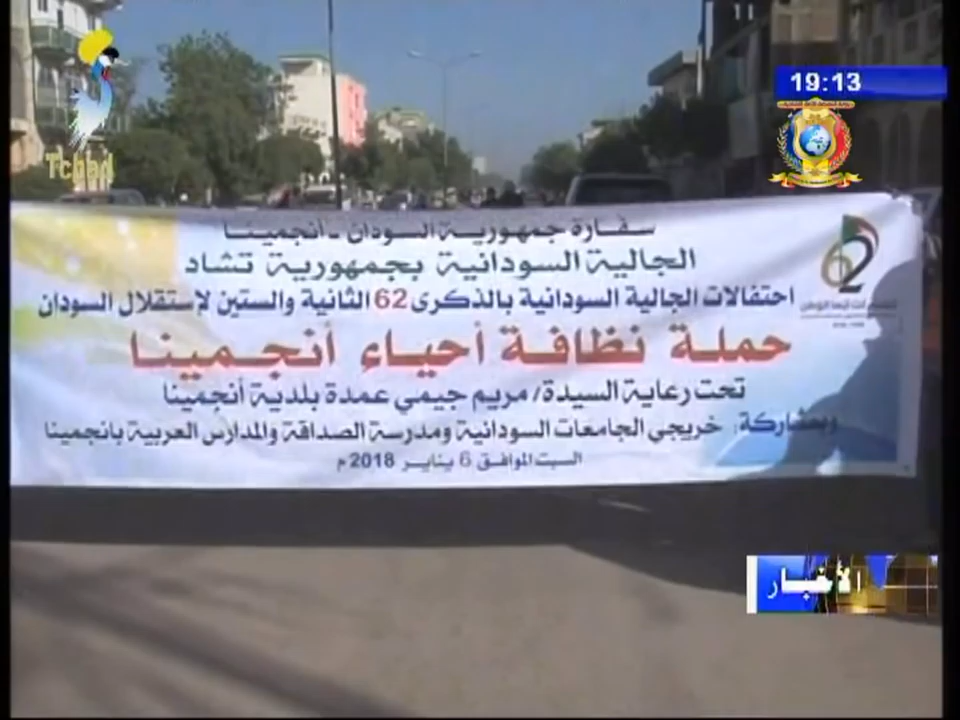 Tchad
19:13
سفارة جمهورية السودان - أنجمينا
الجالية السودانية بجمهورية تشاد
احتفالات الجالية السودانية بالذكرى 62 الثانية والستين لإستقلال السودان
حملة نظافة أحياء أنجمينا
تحت رعاية السيدة/ مريم جيمي عمدة بلدية أنجمينا
وبمشاركة: خريجي الجامعات السودانية ومدرسة الصداقة والمدارس العربية بانجمينا
السبت الموافق 6 يناير 2018م
62
الأخبار